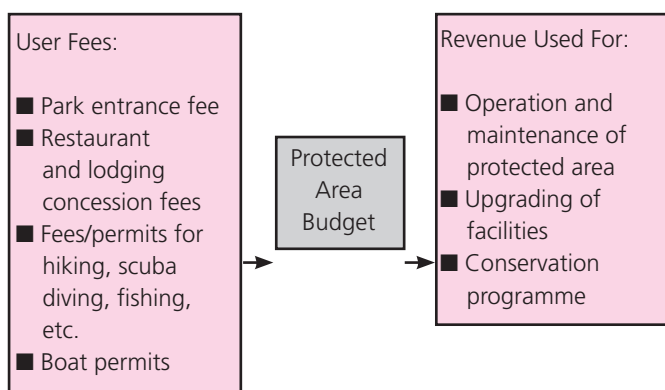 User Fees:
■ Park entrance fee
■ Restaurant
and lodging
concession fees
■ Fees/permits for
hiking, scuba
diving, fishing,
etc.
■ Boat permits
Protected
Area
Budget
Revenue Used For:
■ Operation and
maintenance of
protected area
■ Upgrading of
facilities
■ Conservation
programme